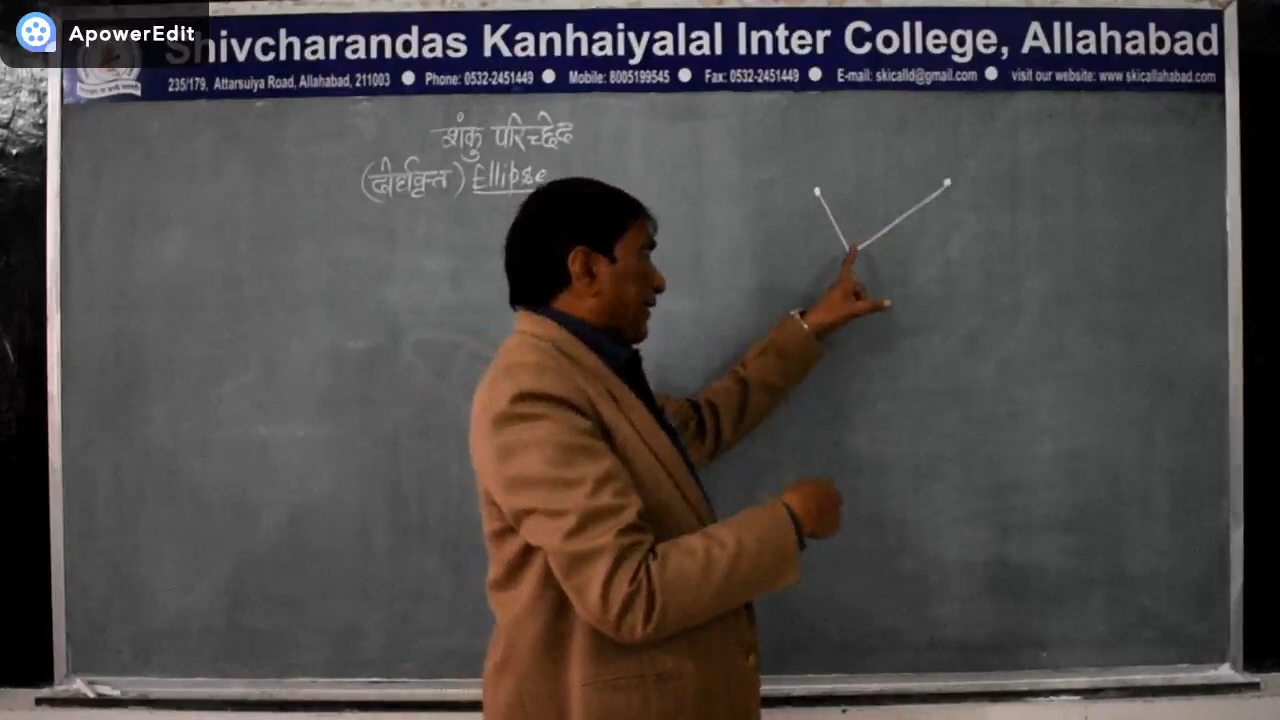 ApowerEdit
Shivcharandas Kanhaiyalal Inter College, Allahabad
235/179, Attarsuiya Road, Allahabad, 211003 ● Phone: 0532-2451449 ● Mobile: 8005199545 ● Fax: 0532-2451449 ● E-mail: skicalld@gmail.com ● visit our website: www.skicallahabad.com
शंकु परिच्छेद
(दीर्घवृत्त) Ellipse